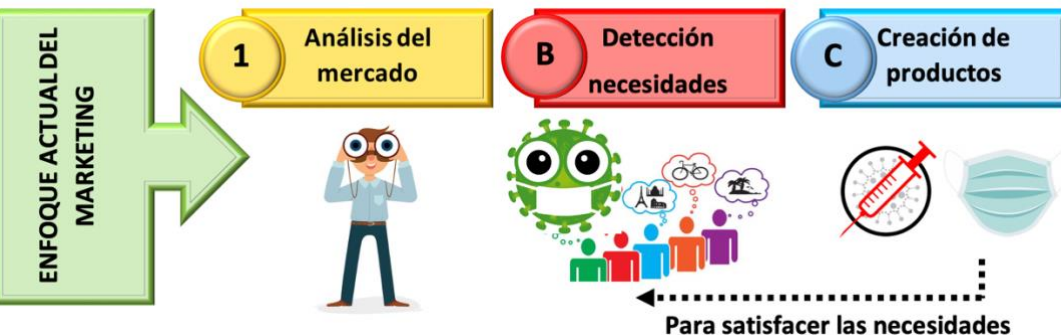 ENFOQUE ACTUAL DEL
MARKETING
1
Análisis del
mercado
B
Detección
necesidades
C
Creación de
productos
Para satisfacer las necesidades